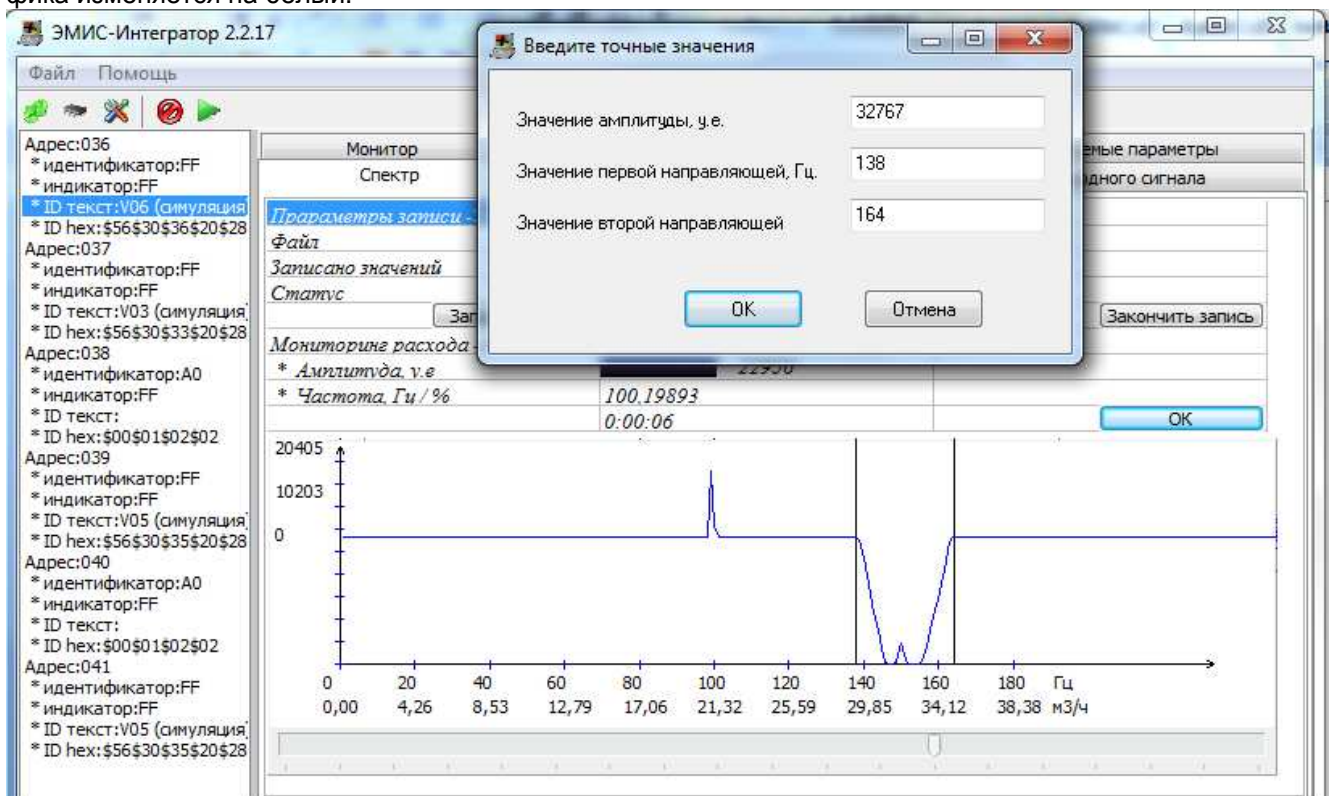 фика изменяется на белый.
ЭМИС-Интегратор 2.2.17
Файл Помощь
Введите точные значения
Значение амплитуды, у.е. 32767
Значение первой направляющей, Гц. 138
Значение второй направляющей 164
OK Отмена
Адрес:036
* идентификатор:FF
* индикатор:FF
* ID текст:V06 (симуляция
* ID hex:$56$30$36$20$28
Адрес:037
* идентификатор:FF
* индикатор:FF
* ID текст:V03 (симуляция
* ID hex:$56$30$33$20$28
Адрес:038
* идентификатор:A0
* индикатор:FF
* ID текст:
* ID hex:$00$01$02$02
Адрес:039
* идентификатор:FF
* индикатор:FF
* ID текст:V05 (симуляция
* ID hex:$56$30$35$20$28
Адрес:040
* идентификатор:A0
* индикатор:FF
* ID текст:
* ID hex:$00$01$02$02
Адрес:041
* идентификатор:FF
* индикатор:FF
* ID текст:V05 (симуляция
* ID hex:$56$30$35$20$28
Монитор емые параметры
Спектр дного сигнала
Прараметры записи -
Файл
Записано значений
Статус
Зап Закончить запись
Мониторинг расхода -
* Амплитуда, у.е 22950
* Частота, Гц / % 100,19893
0:00:06 OK
20405
10203
0
0 20 40 60 80 100 120 140 160 180 Гц
0,00 4,26 8,53 12,79 17,06 21,32 25,59 29,85 34,12 38,38 м3/ч